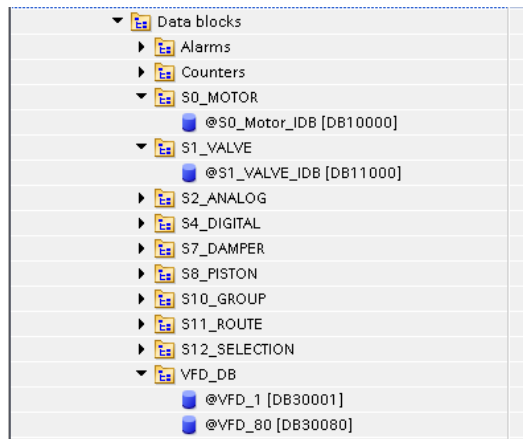 Data blocks
Alarms
Counters
S0_MOTOR
@S0_Motor_IDB [DB10000]
S1_VALVE
@S1_VALVE_IDB [DB11000]
S2_ANALOG
S4_DIGITAL
S7_DAMPER
S8_PISTON
S10_GROUP
S11_ROUTE
S12_SELECTION
VFD_DB
@VFD_1 [DB30001]
@VFD_80 [DB30080]